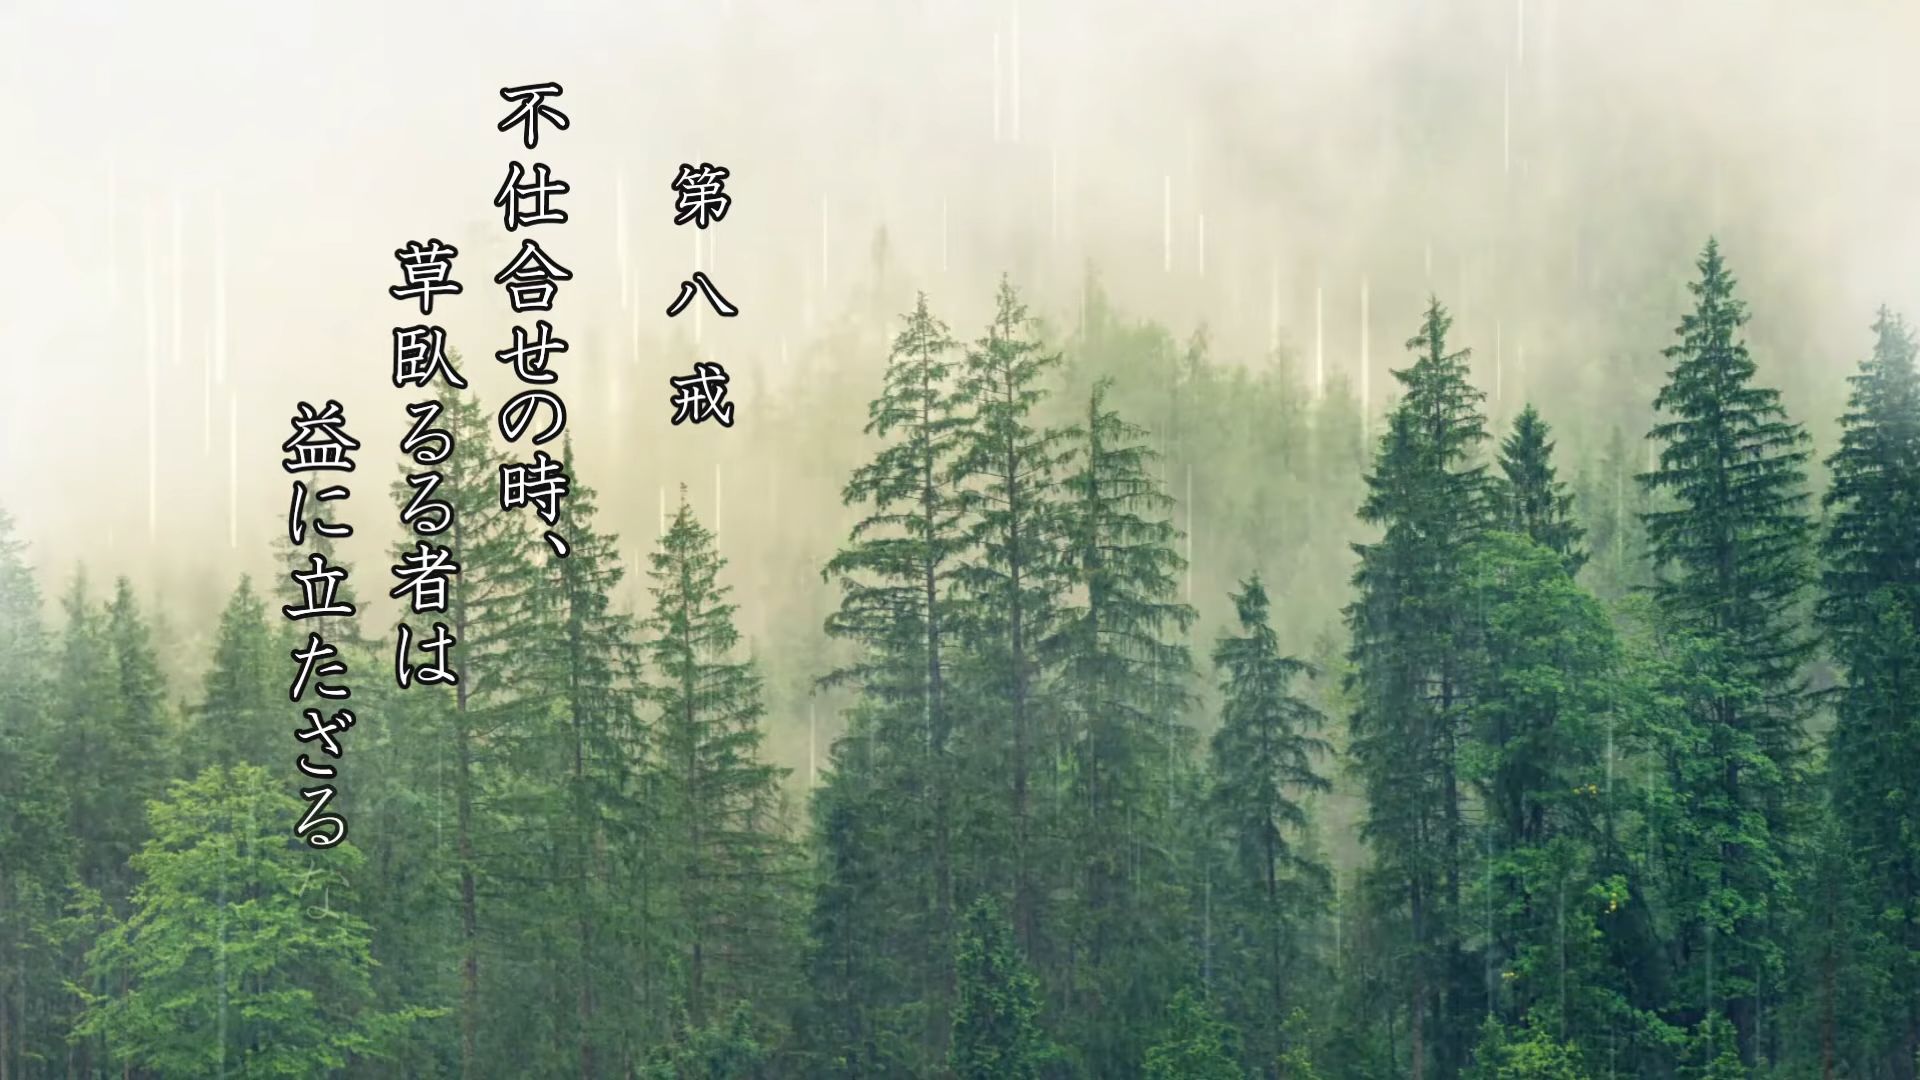 第八戒
不仕合せの時、
草臥るる者は
益に立たざるな